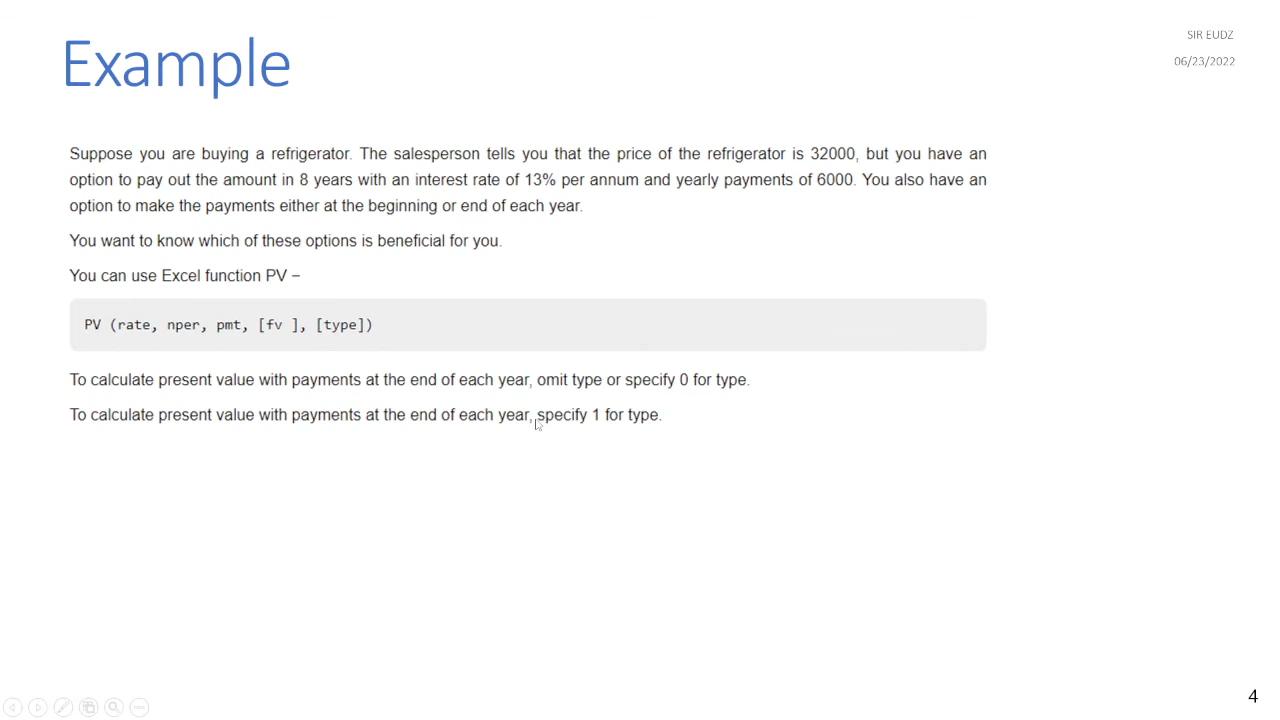 Example
SIR EUDZ
06/23/2022
Suppose you are buying a refrigerator. The salesperson tells you that the price of the refrigerator is 32000, but you have an
option to pay out the amount in 8 years with an interest rate of 13% per annum and yearly payments of 6000. You also have an
option to make the payments either at the beginning or end of each year.
You want to know which of these options is beneficial for you.
You can use Excel function PV −
PV (rate, nper, pmt, [fv ], [type])
To calculate present value with payments at the end of each year, omit type or specify 0 for type.
To calculate present value with payments at the end of each year, specify 1 for type.
4